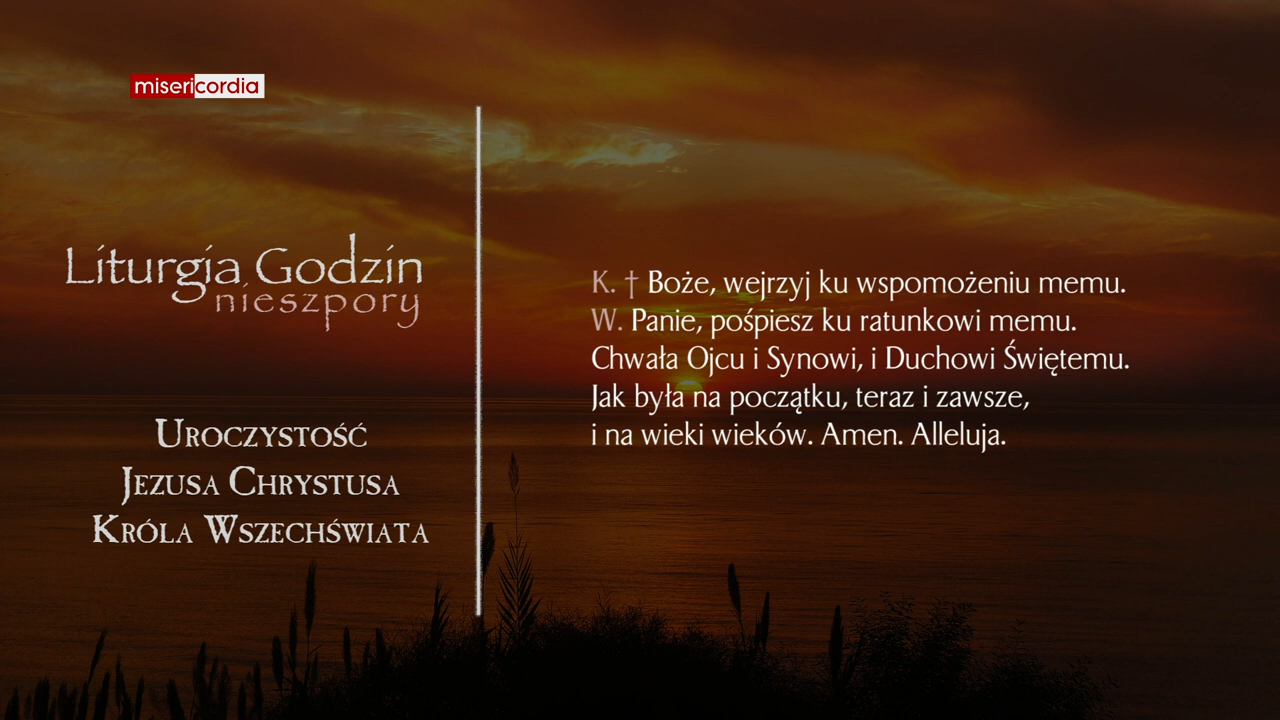 misericordia
Liturgia Godzin
nieszpory
Uroczystość
Jezusa Chrystusa
Króla Wszechświata
K. † Boże, wejrzyj ku wspomożeniu memu.
W. Panie, pośpiesz ku ratunkowi memu.
Chwała Ojcu i Synowi, i Duchowi Świętemu.
Jak była na początku, teraz i zawsze,
i na wieki wieków. Amen. Alleluja.